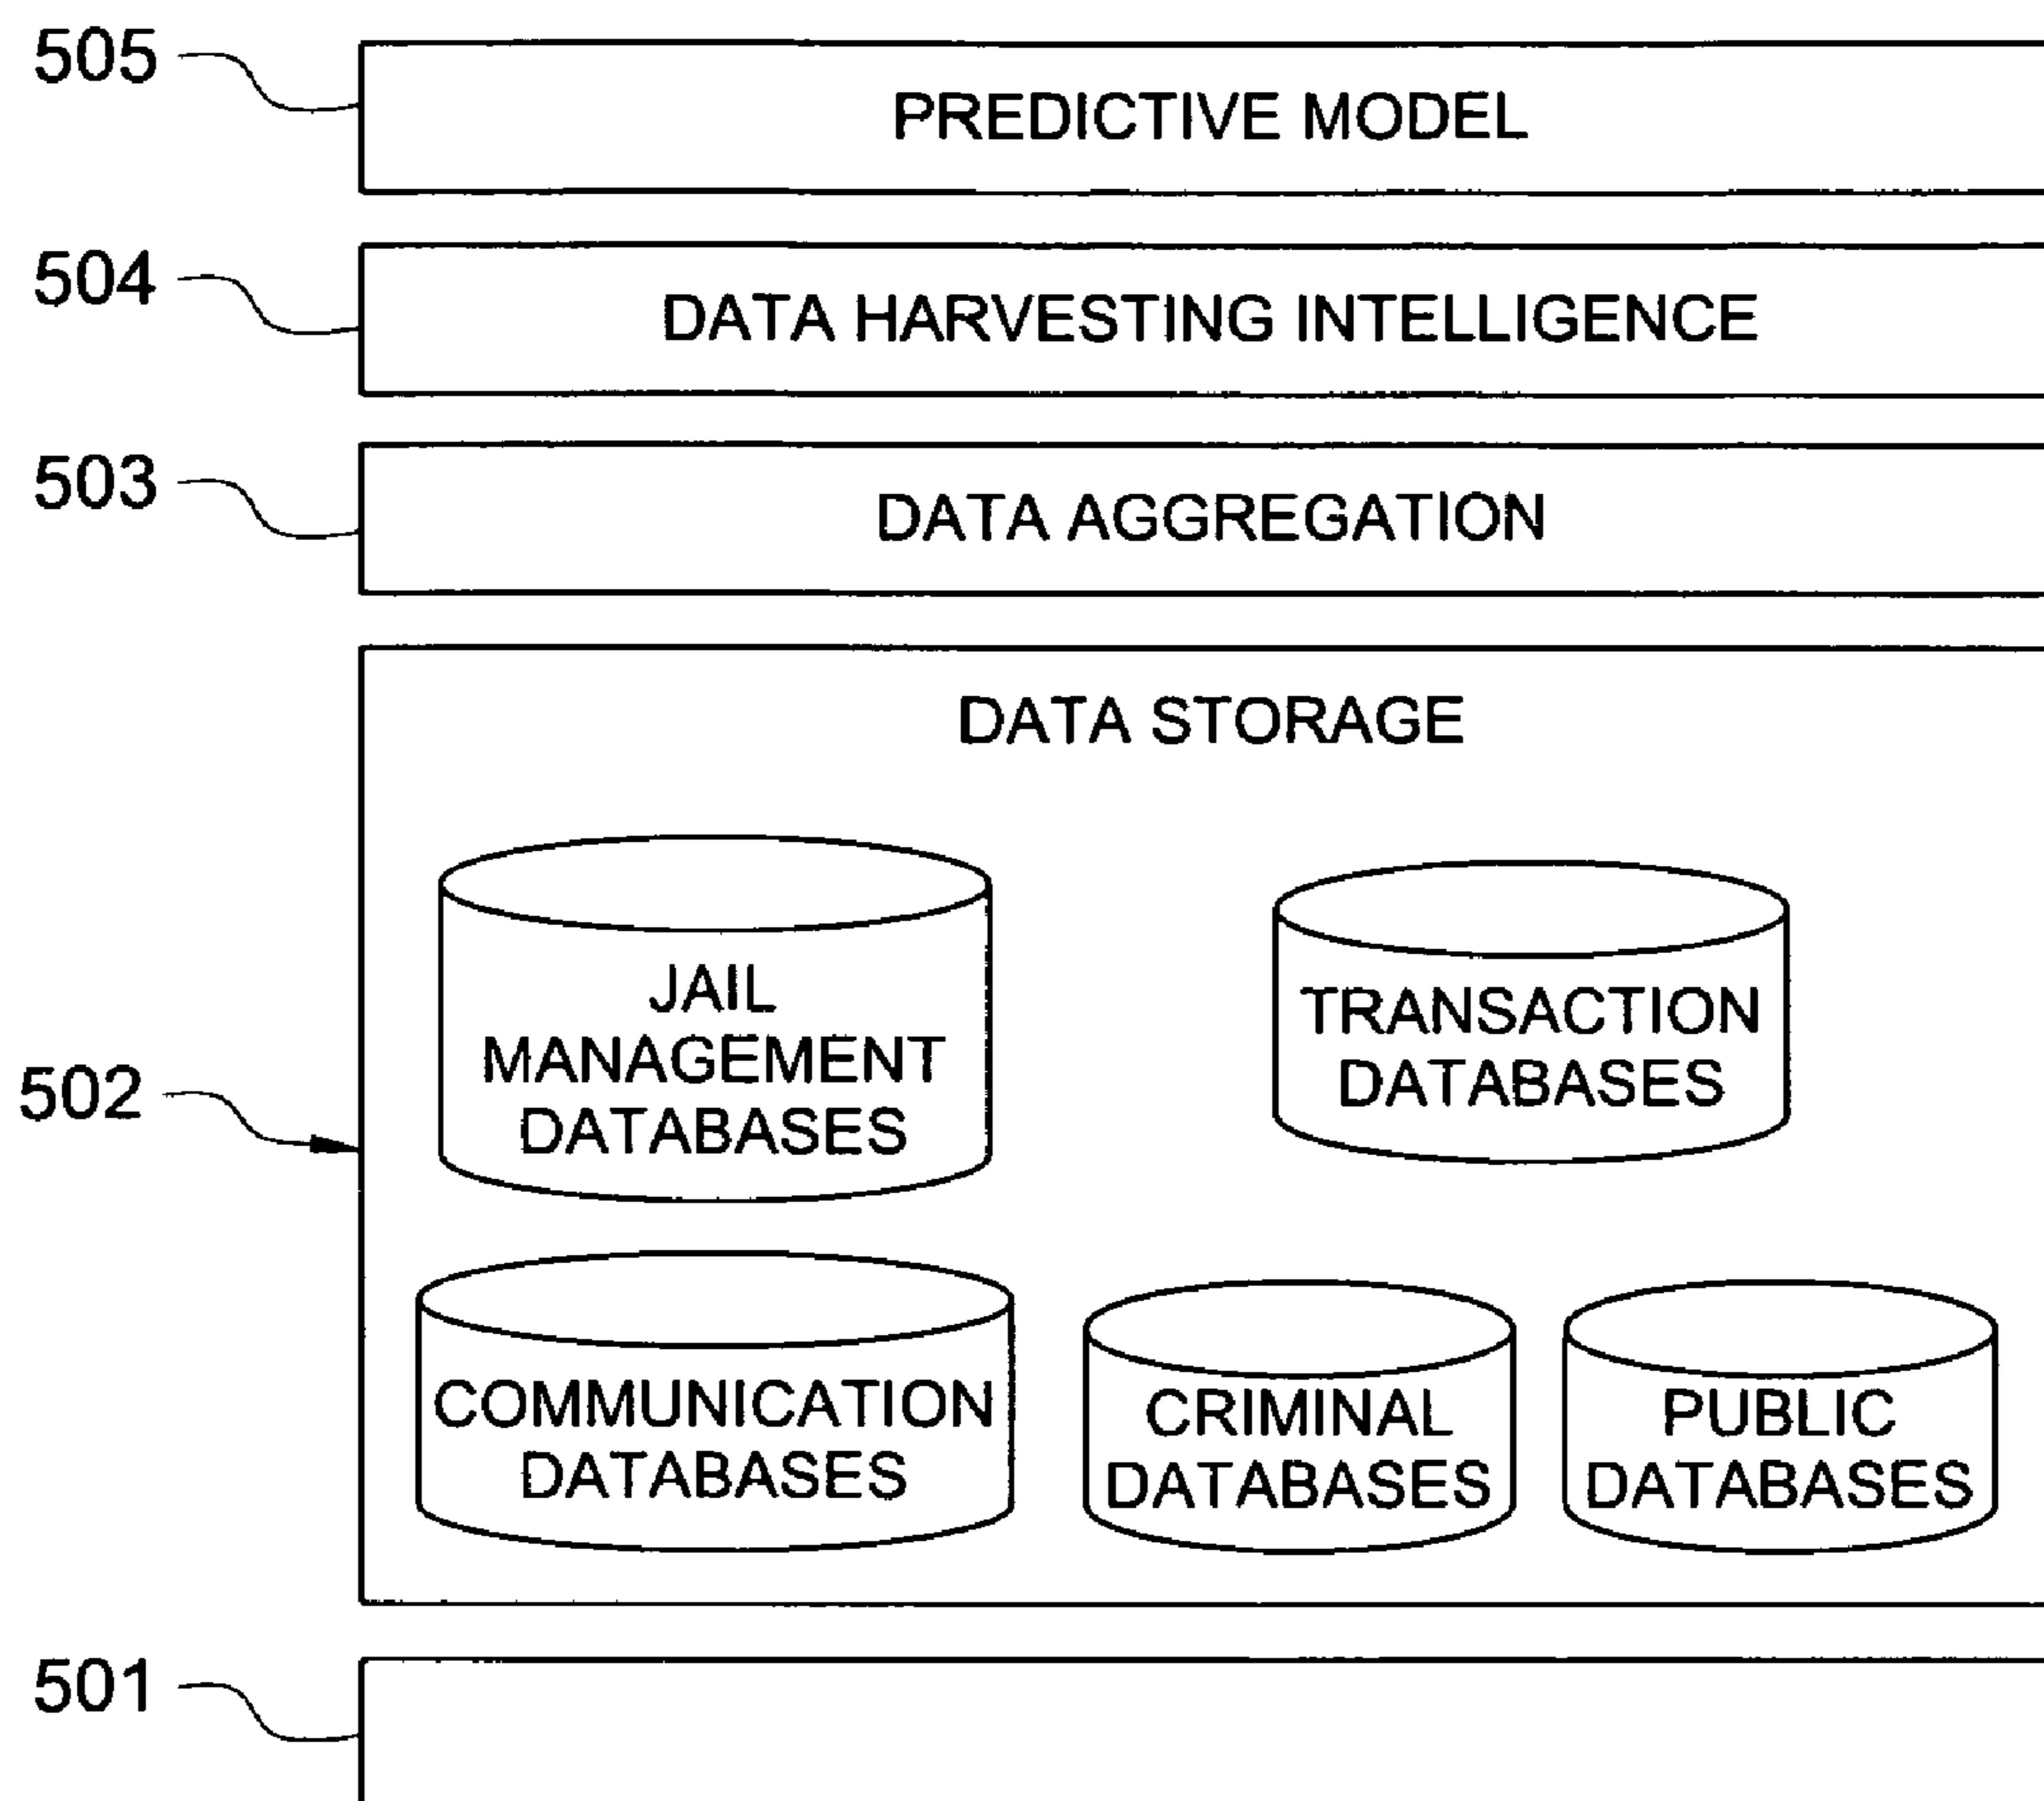 505
PREDICTIVE MODEL
504
DATA HARVESTING INTELLIGENCE
503
DATA AGGREGATION
DATA STORAGE
JAIL
MANAGEMENT
DATABASES
TRANSACTION
DATABASES
502
COMMUNICATION
DATABASES
CRIMINAL
DATABASES
PUBLIC
DATABASES
501